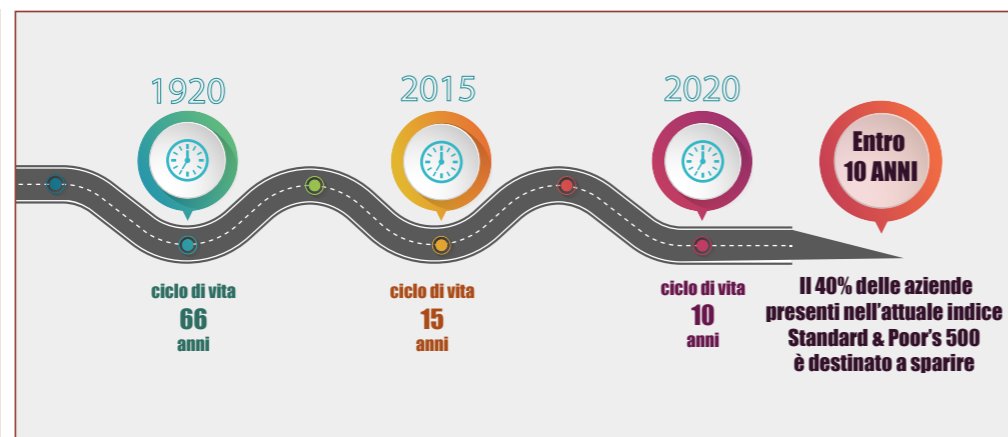 1920
2015
2020
Entro
10 ANNI
ciclo di vita
66
anni
ciclo di vita
15
anni
ciclo di vita
10
anni
Il 40% delle aziende
presenti nell’attuale indice
Standard & Poor’s 500
è destinato a sparire